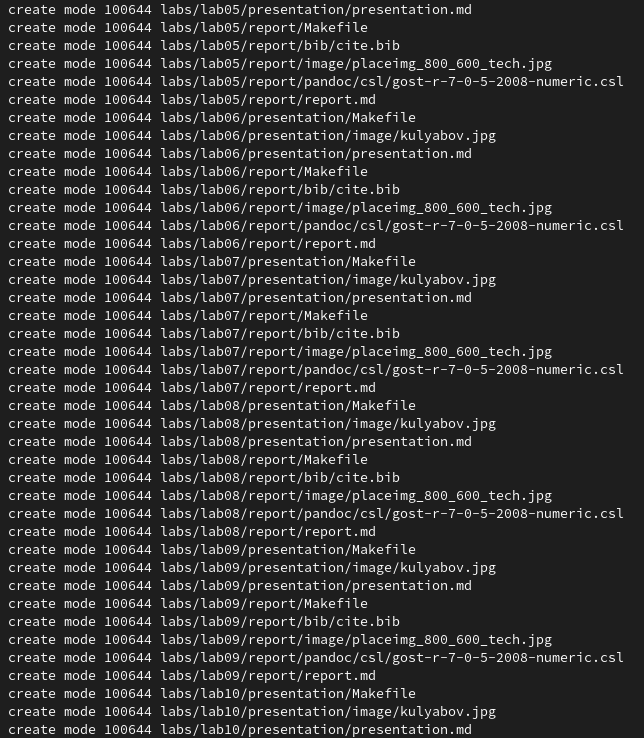 create mode 100644 labs/lab05/presentation/presentation.md
create mode 100644 labs/lab05/report/Makefile
create mode 100644 labs/lab05/report/bib/cite.bib
create mode 100644 labs/lab05/report/image/placeimg_800_600_tech.jpg
create mode 100644 labs/lab05/report/pandoc/csl/gost-r-7-0-5-2008-numeric.csl
create mode 100644 labs/lab05/report/report.md
create mode 100644 labs/lab06/presentation/Makefile
create mode 100644 labs/lab06/presentation/image/kulyabov.jpg
create mode 100644 labs/lab06/presentation/presentation.md
create mode 100644 labs/lab06/report/Makefile
create mode 100644 labs/lab06/report/bib/cite.bib
create mode 100644 labs/lab06/report/image/placeimg_800_600_tech.jpg
create mode 100644 labs/lab06/report/pandoc/csl/gost-r-7-0-5-2008-numeric.csl
create mode 100644 labs/lab06/report/report.md
create mode 100644 labs/lab07/presentation/Makefile
create mode 100644 labs/lab07/presentation/image/kulyabov.jpg
create mode 100644 labs/lab07/presentation/presentation.md
create mode 100644 labs/lab07/report/Makefile
create mode 100644 labs/lab07/report/bib/cite.bib
create mode 100644 labs/lab07/report/image/placeimg_800_600_tech.jpg
create mode 100644 labs/lab07/report/pandoc/csl/gost-r-7-0-5-2008-numeric.csl
create mode 100644 labs/lab07/report/report.md
create mode 100644 labs/lab08/presentation/Makefile
create mode 100644 labs/lab08/presentation/image/kulyabov.jpg
create mode 100644 labs/lab08/presentation/presentation.md
create mode 100644 labs/lab08/report/Makefile
create mode 100644 labs/lab08/report/bib/cite.bib
create mode 100644 labs/lab08/report/image/placeimg_800_600_tech.jpg
create mode 100644 labs/lab08/report/pandoc/csl/gost-r-7-0-5-2008-numeric.csl
create mode 100644 labs/lab08/report/report.md
create mode 100644 labs/lab09/presentation/Makefile
create mode 100644 labs/lab09/presentation/image/kulyabov.jpg
create mode 100644 labs/lab09/presentation/presentation.md
create mode 100644 labs/lab09/report/Makefile
create mode 100644 labs/lab09/report/bib/cite.bib
create mode 100644 labs/lab09/report/image/placeimg_800_600_tech.jpg
create mode 100644 labs/lab09/report/pandoc/csl/gost-r-7-0-5-2008-numeric.csl
create mode 100644 labs/lab09/report/report.md
create mode 100644 labs/lab10/presentation/Makefile
create mode 100644 labs/lab10/presentation/image/kulyabov.jpg
create mode 100644 labs/lab10/presentation/presentation.md